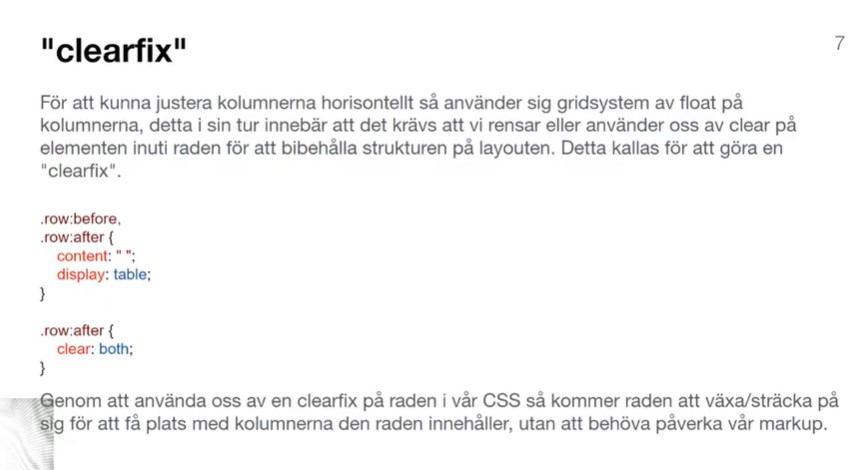 "clearfix"
7
För att kunna justera kolumnerna horisontellt så använder sig gridsystem av float på
kolumnerna, detta i sin tur innebär att det krävs att vi rensar eller använder oss av clear på
elementen inuti raden för att bibehålla strukturen på layouten. Detta kallas för att göra en
"clearfix".
.row:before,
.row:after {
content: " ";
display: table;
}
.row:after {
clear: both;
}
Genom att använda oss av en clearfix på raden i vår CSS så kommer raden att växa/sträcka på
sig för att få plats med kolumnerna den raden innehåller, utan att behöva påverka vår markup.